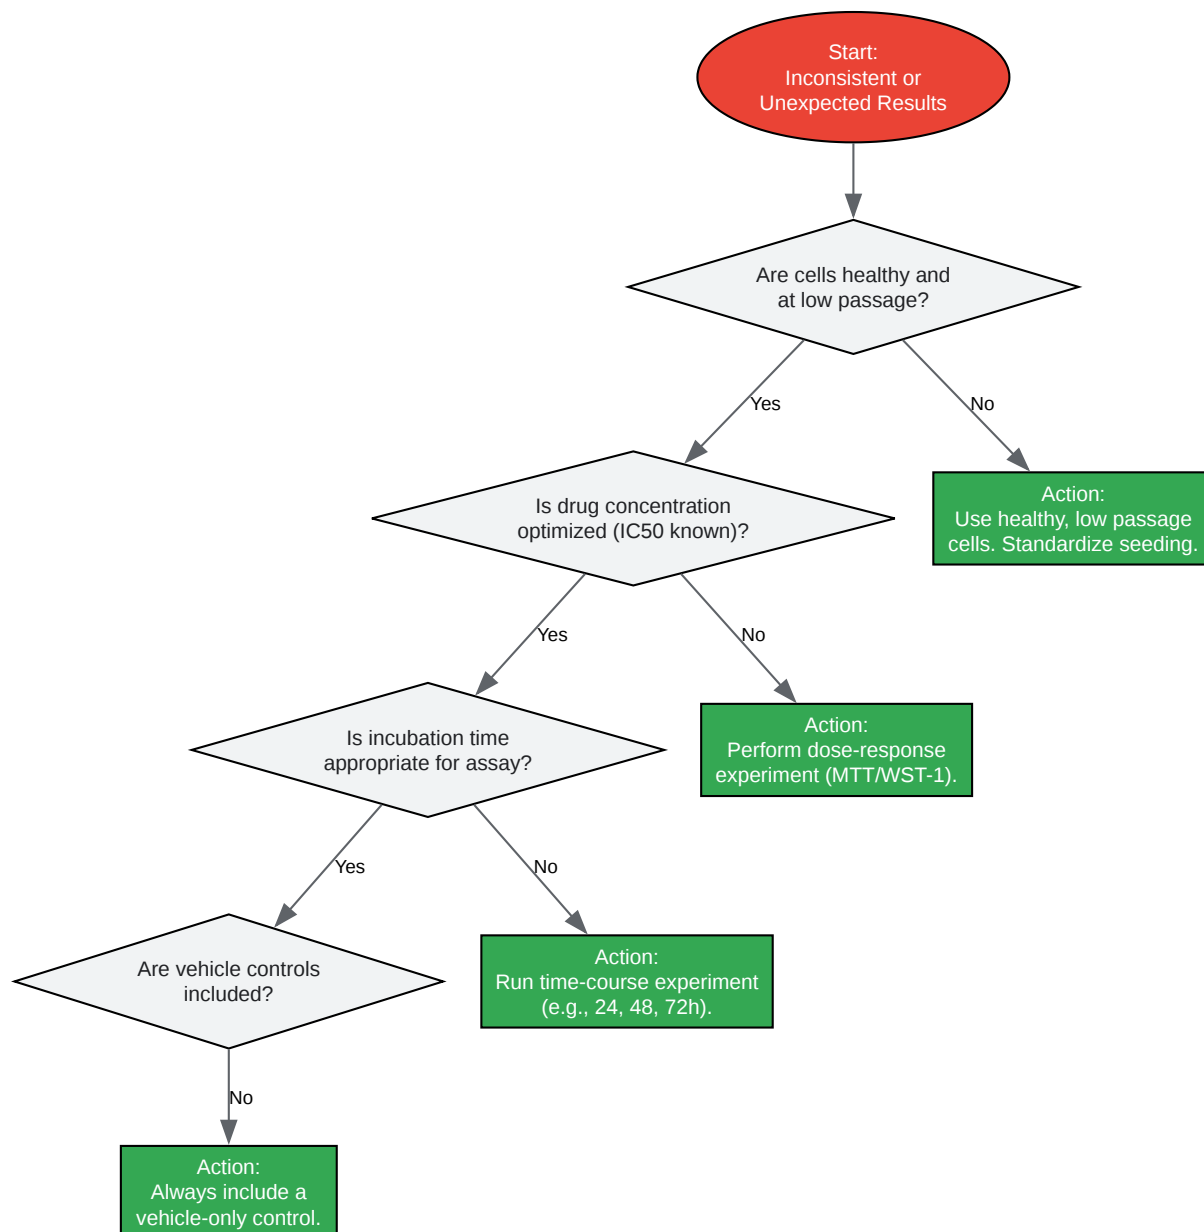 Start:
Inconsistent or
Unexpected Results
Are cells healthy and
at low passage?
Yes
No
Is drug concentration
optimized (IC50 known)?
Action:
Use healthy, low passage
cells. Standardize seeding.
Yes
No
Is incubation time
appropriate for assay?
Action:
Perform dose-response
experiment (MTT/WST-1).
Yes
No
Are vehicle controls
included?
Action:
Run time-course experiment
(e.g., 24, 48, 72h).
No
Action:
Always include a
vehicle-only control.